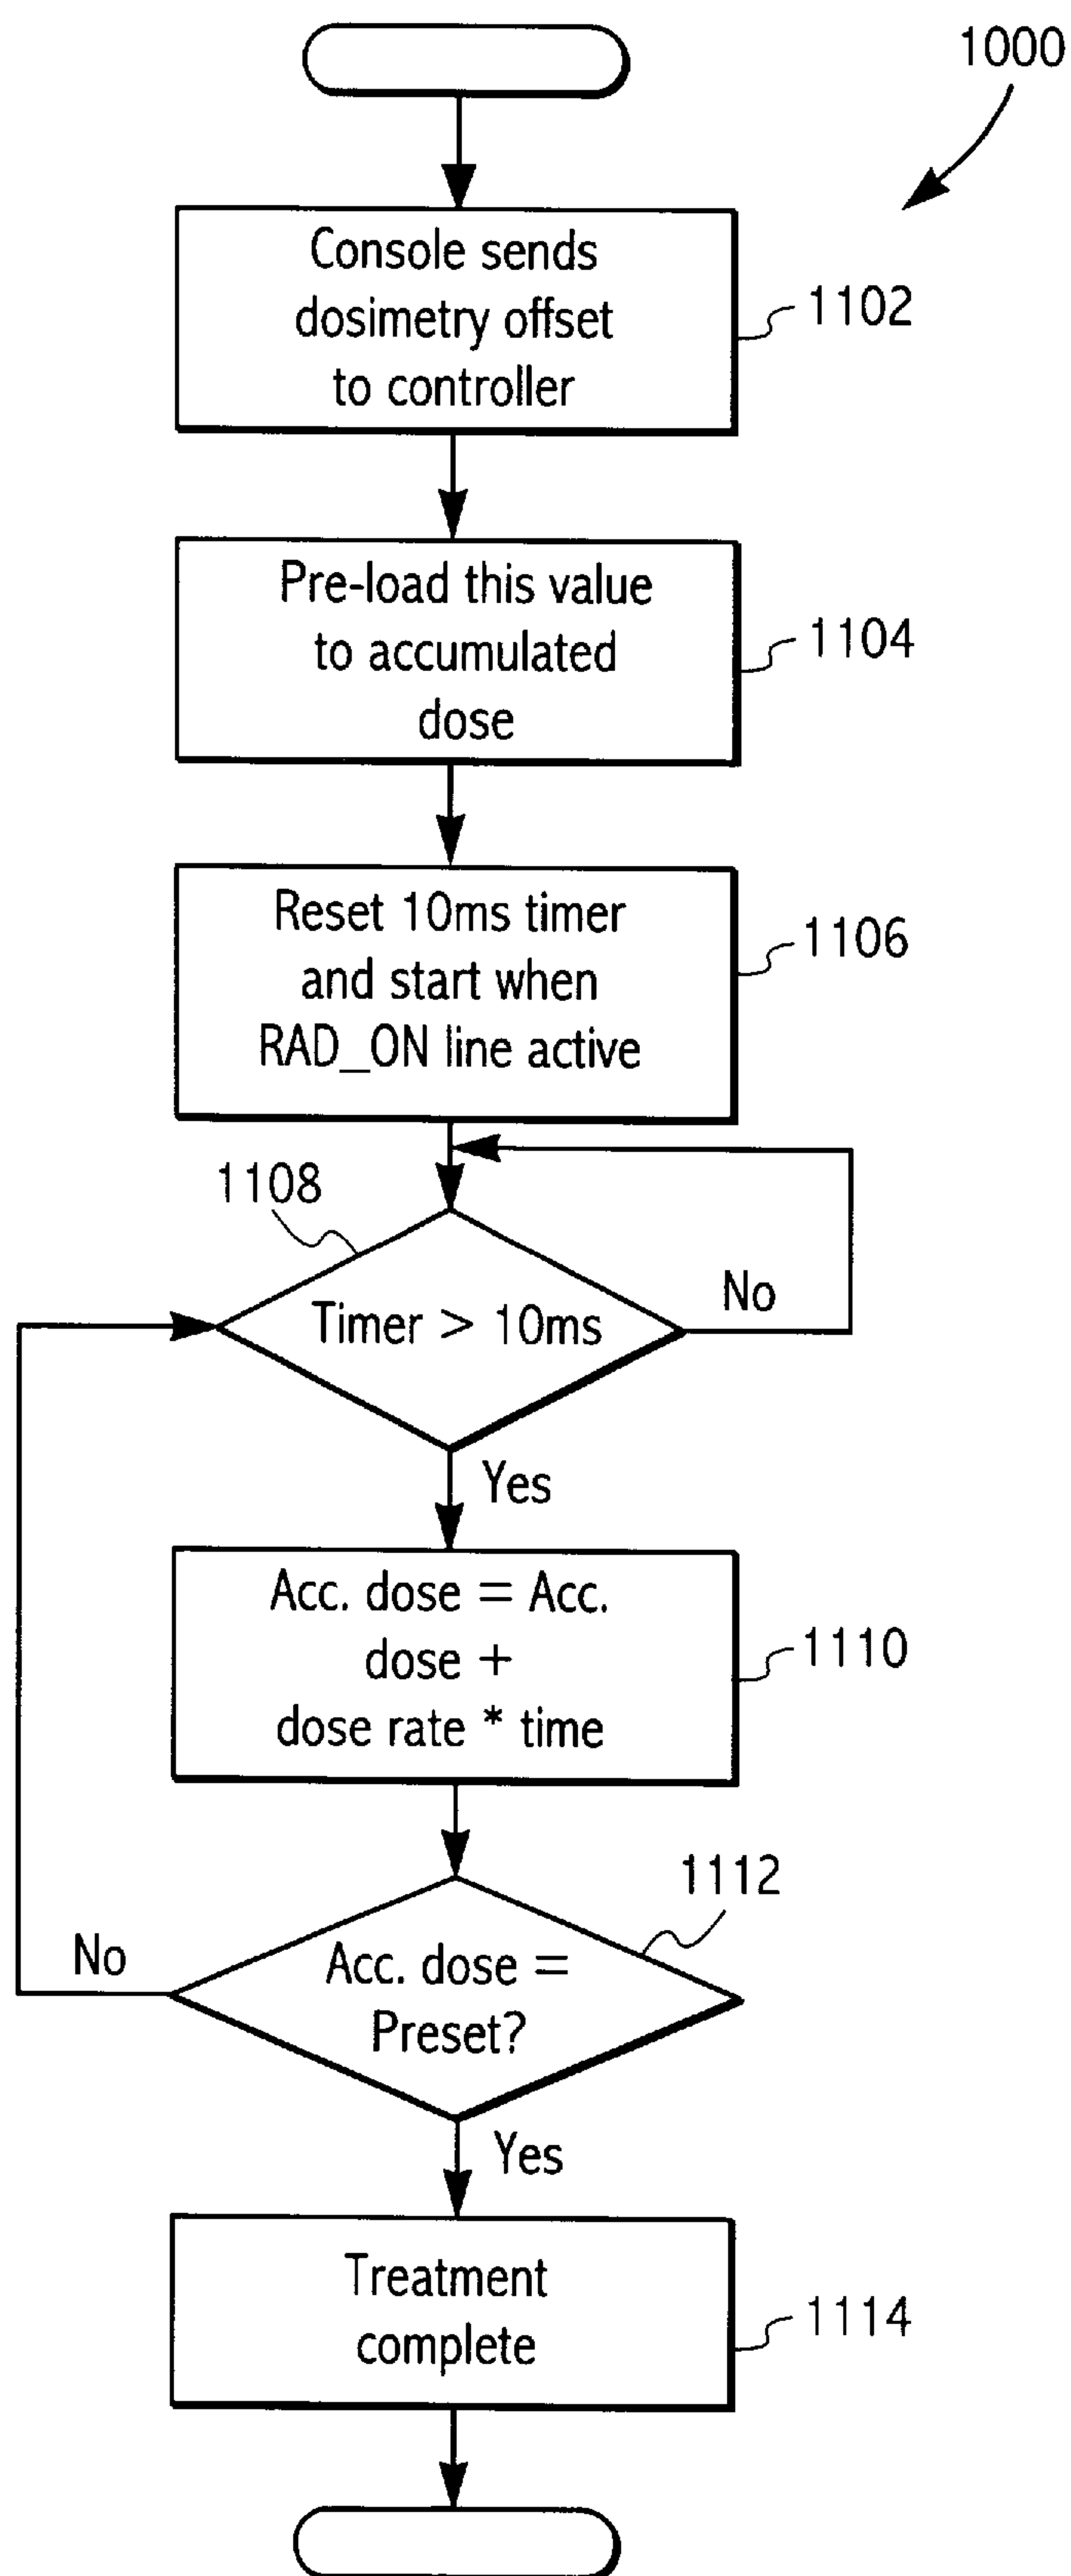 1000
Console sends
dosimetry offset
to controller
1102
Pre-load this value
to accumulated
dose
1104
Reset 10ms timer
and start when
RAD_ON line active
1106
1108
Timer > 10ms
No
Yes
Acc. dose = Acc.
dose +
dose rate * time
1110
1112
No
Acc. dose =
Preset?
Yes
Treatment
complete
1114